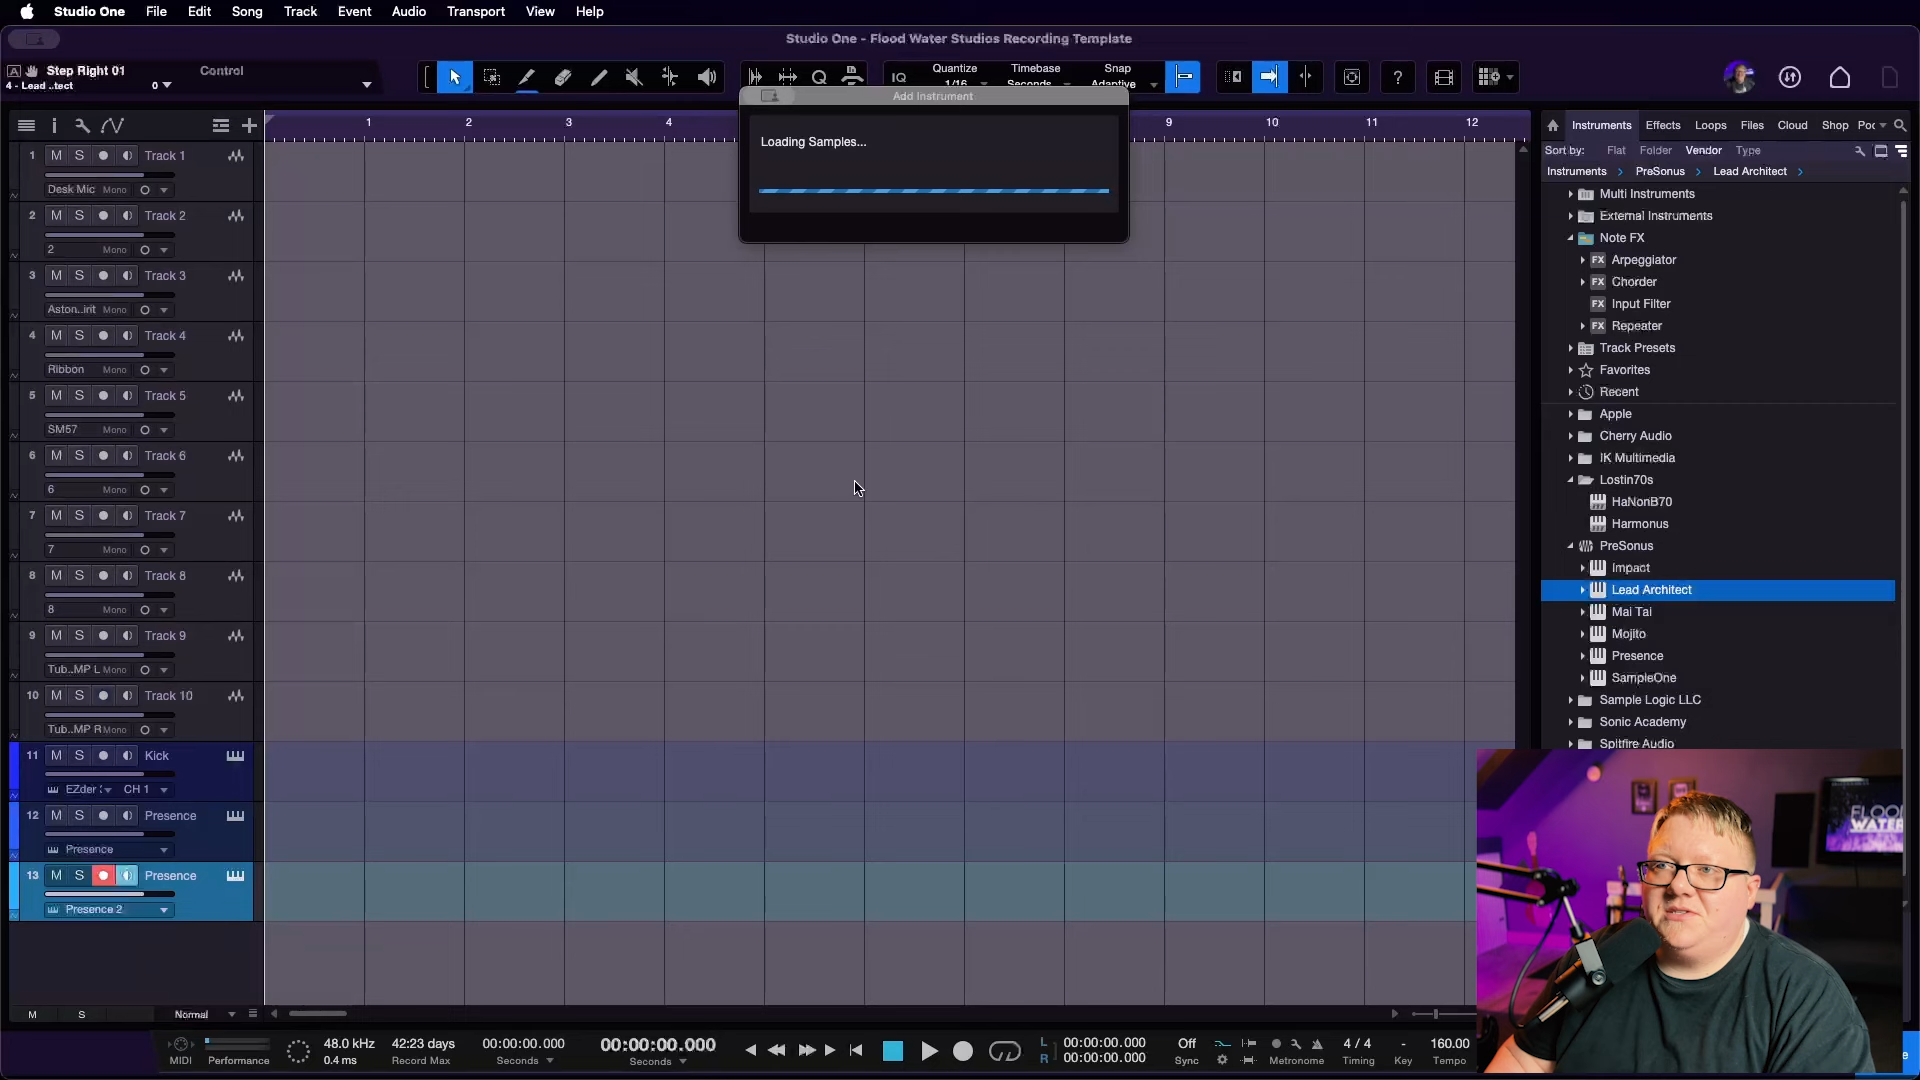 Studio One File Edit Song Track Event Audio Transport View Help
Studio One - Flood Water Studios Recording Template
Step Right 01 Control
4 - Lead ..tect 0
IQ Quantize Timebase Snap
1/16 Seconds Adaptive
?
Add Instrument
Loading Samples...
1 2 3 4 9 10 11 12
1 M S Track 1
Desk Mic Mono
2 M S Track 2
2 Mono
3 M S Track 3
Aston..irit Mono
4 M S Track 4
Ribbon Mono
5 M S Track 5
SM57 Mono
6 M S Track 6
6 Mono
7 M S Track 7
7 Mono
8 M S Track 8
8 Mono
9 M S Track 9
Tub..MP L Mono
10 M S Track 10
Tub..MP R Mono
11 M S Kick
EZder : CH 1
12 M S Presence
Presence
13 M S Presence
Presence 2
M S Normal
Instruments Effects Loops Files Cloud Shop Poc
Sort by: Flat Folder Vendor Type
Instruments PreSonus Lead Architect
Multi Instruments
External Instruments
Note FX
FX Arpeggiator
FX Chorder
FX Input Filter
FX Repeater
Track Presets
Favorites
Recent
Apple
Cherry Audio
IK Multimedia
Lostin70s
HaNonB70
Harmonus
PreSonus
Impact
Lead Architect
Mai Tai
Mojito
Presence
SampleOne
Sample Logic LLC
Sonic Academy
Spitfire Audio
FLOOD
WATER
MIDI Performance
48.0 kHz 42:23 days 00:00:00.000 00:00:00.000
0.4 ms Record Max Seconds Seconds
L 00:00:00.000
R 00:00:00.000
Off 4 / 4 - 160.00
Sync Metronome Timing Key Tempo